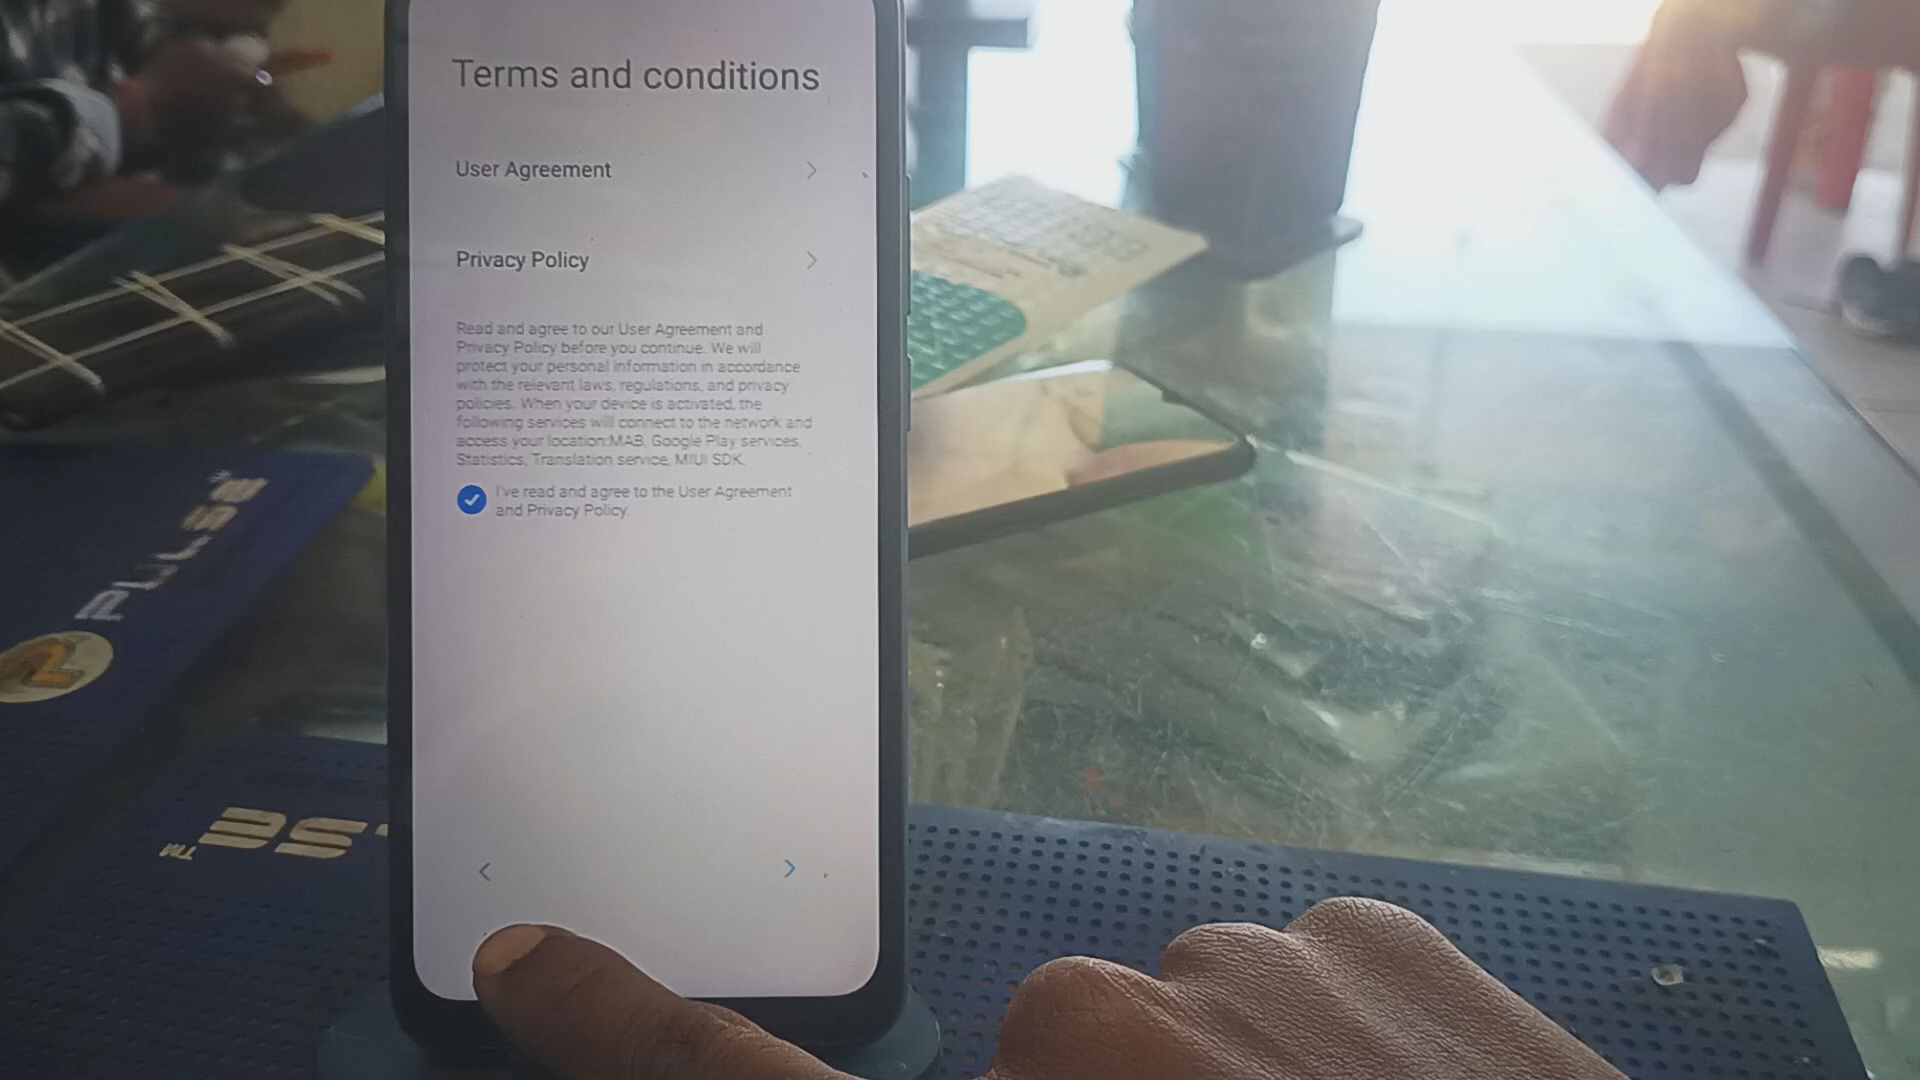 Terms and conditions
User Agreement
Privacy Policy
Read and agree to our User Agreement and
Privacy Policy before you continue. We will
protect your personal information in accordance
with the relevant laws, regulations, and privacy
policies. When your device is activated, the
following services will connect to the network and
access your location:MAB, Google Play services,
Statistics, Translation service, MIUI SDK.
I've read and agree to the User Agreement
and Privacy Policy.
PULSE
TM